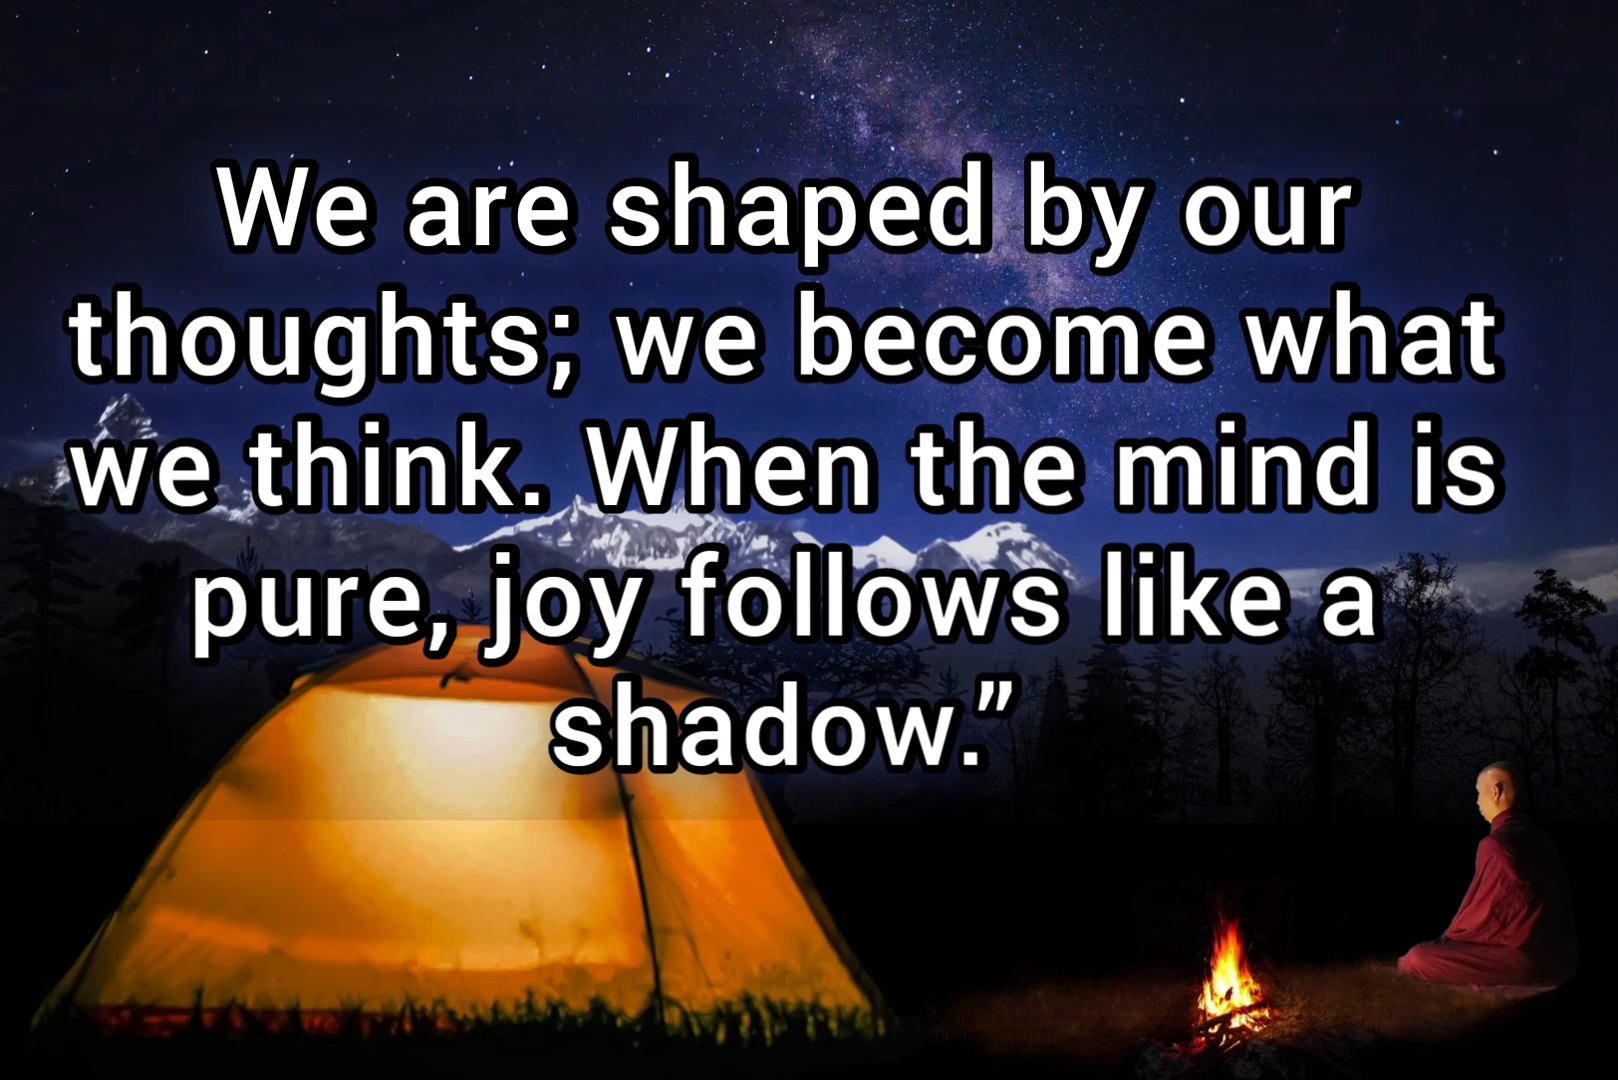 We are shaped by our
thoughts; we become what
we think. When the mind is
pure, joy follows like a
shadow.”